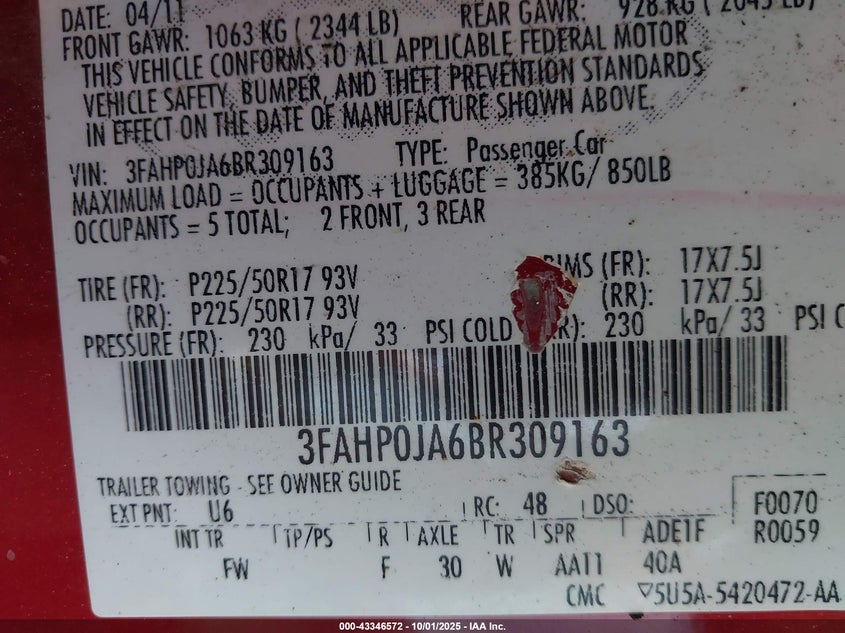 DATE: 04/11 REAR GAWR: 928 KG ( 2045 LB)
FRONT GAWR: 1063 KG ( 2344 LB)
THIS VEHICLE CONFORMS TO ALL APPLICABLE FEDERAL MOTOR
VEHICLE SAFETY, BUMPER, AND THEFT PREVENTION STANDARDS
IN EFFECT ON THE DATE OF MANUFACTURE SHOWN ABOVE.
VIN: 3FAHP0JA6BR309163 TYPE: Passenger Car
MAXIMUM LOAD = OCCUPANTS + LUGGAGE = 385KG/ 850LB
OCCUPANTS = 5 TOTAL; 2 FRONT, 3 REAR
TIRE (FR): P225/50R17 93V RIMS (FR): 17X7.5J
(RR): P225/50R17 93V (RR): 17X7.5J
PRESSURE (FR): 230 kPa/ 33 PSI COLD 230 kPa/ 33 PSI
3FAHP0JA6BR309163
TRAILER TOWING - SEE OWNER GUIDE
EXT PNT: U6 RC: 48 DSO: F0070
INT TR TP/PS R AXLE TR SPR ADE1F R0059
FW F 30 W AA11 40A
CMC ▽5U5A-5420472-AA
000-43346572 • 10/01/2025 • IAA Inc.